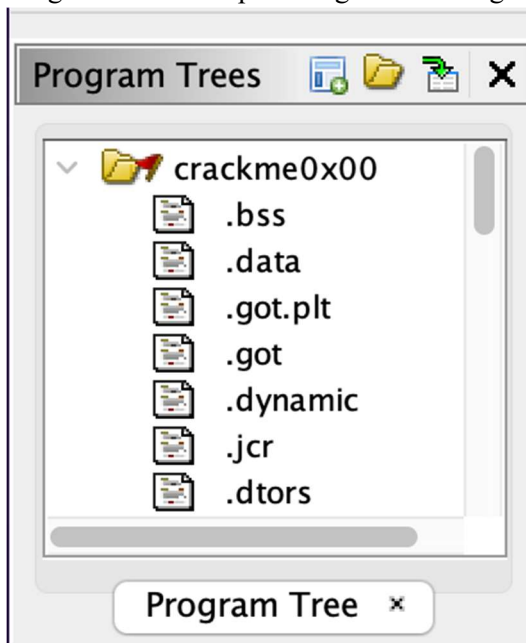 Program Trees
crackme0x00
.bss
.data
.got.plt
.got
.dynamic
.jcr
.dtors
Program Tree